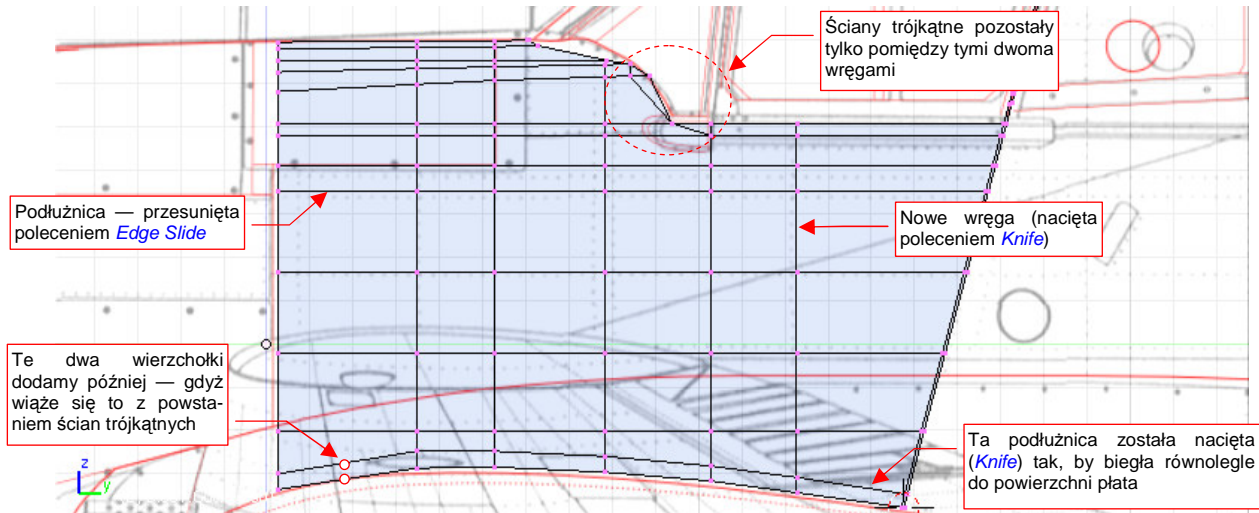 Ściany trójkątne pozostały
tylko pomiędzy tymi dwoma
wręgami
Podłużnica — przesunięta
poleceniem Edge Slide
Nowe wręga (nacięta
poleceniem Knife)
Te dwa wierzchołki
dodamy później — gdyż
wiąże się to z powsta-
niem ścian trójkątnych
Ta podłużnica została nacięta
(Knife) tak, by biegła równolegle
do powierzchni płata
z
y